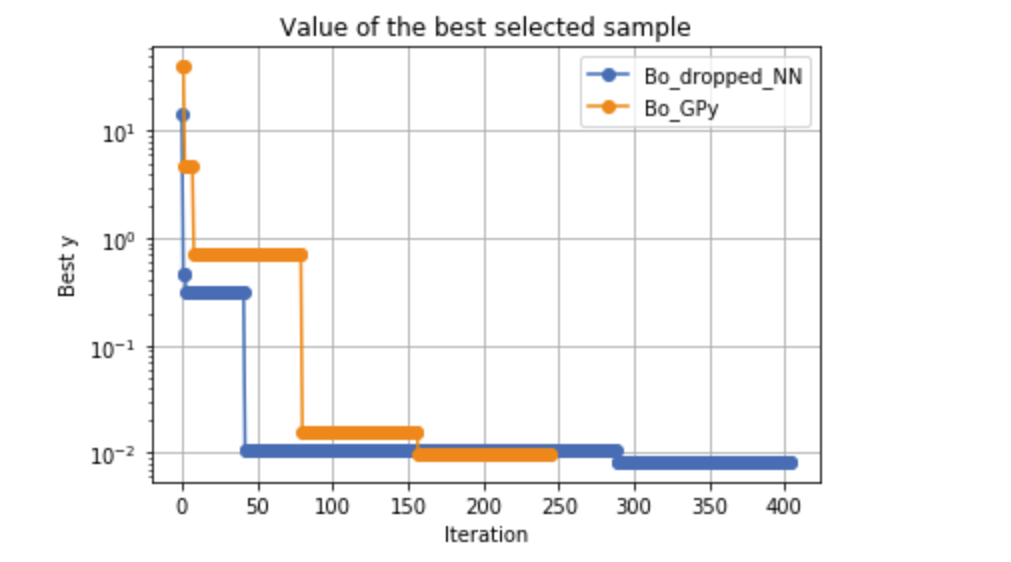 Value of the best selected sample
Bo_dropped_NN
Bo_GPy
Best y
10¹
10⁰
10⁻¹
10⁻²
0 50 100 150 200 250 300 350 400
Iteration